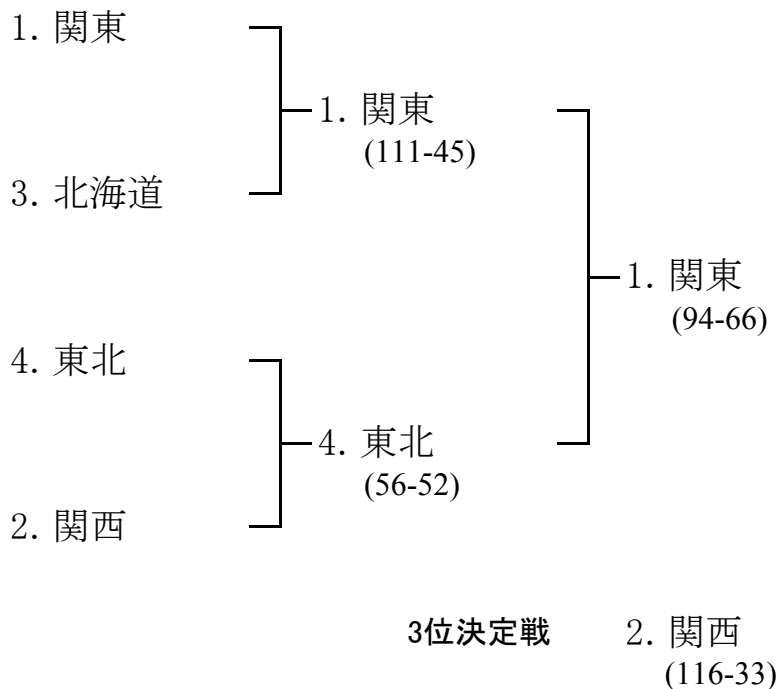 1. 関東
1. 関東
(111-45)
3. 北海道
1. 関東
(94-66)
4. 東北
4. 東北
(56-52)
2. 関西
3位決定戦
2. 関西
(116-33)